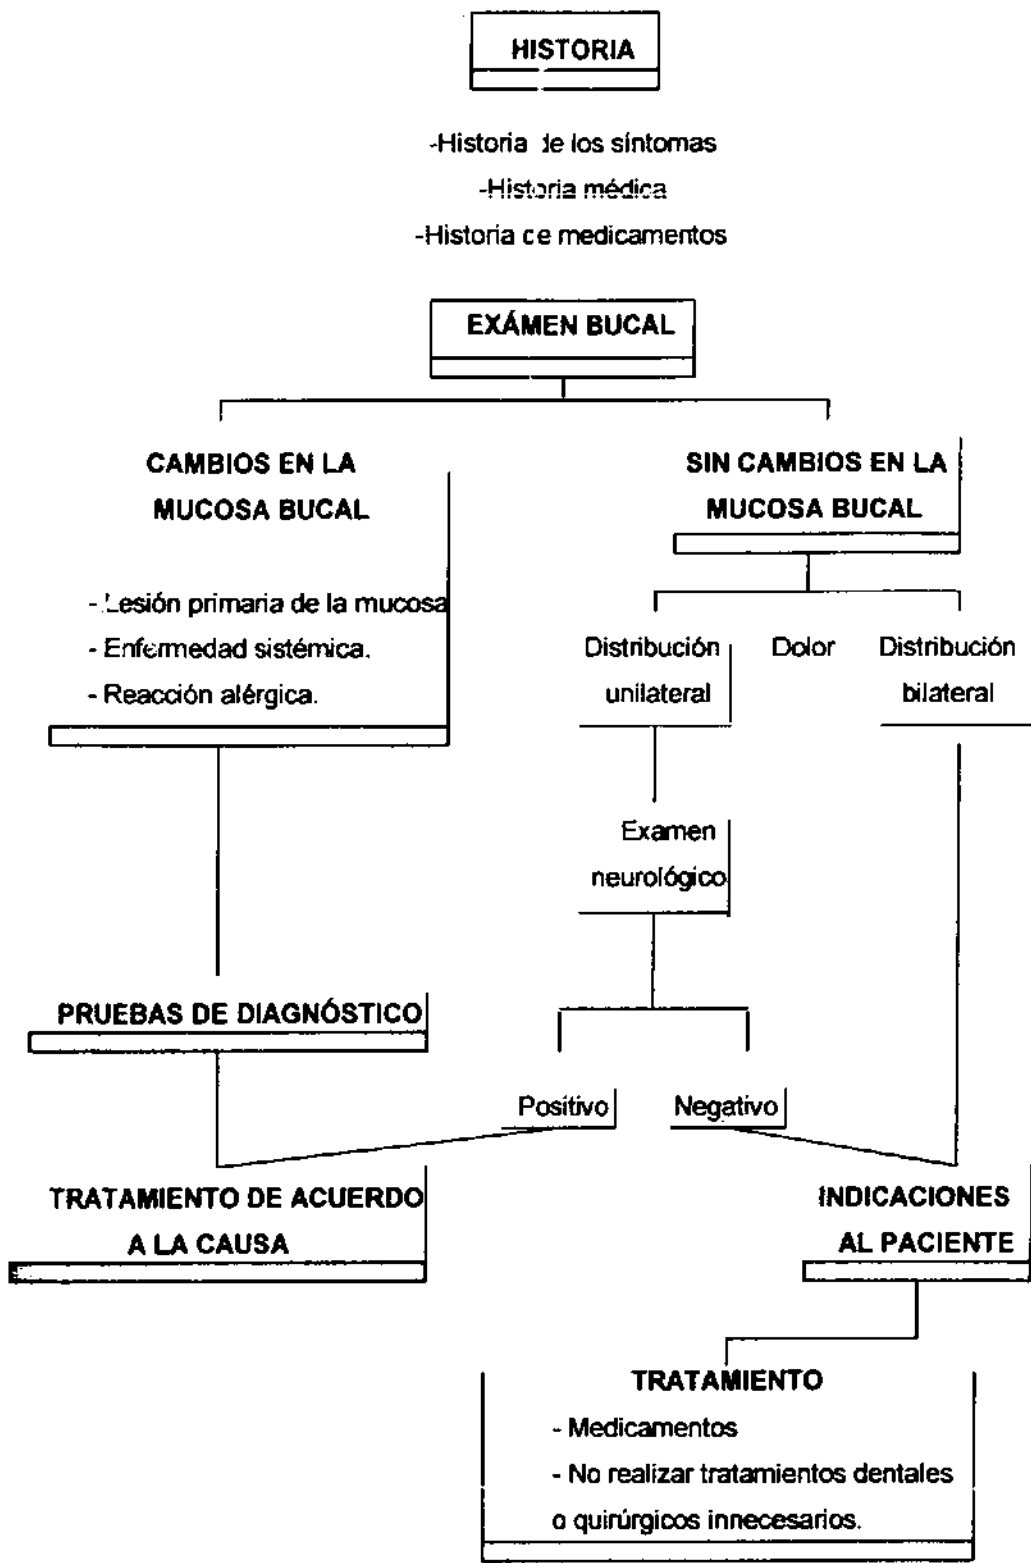 HISTORIA
-Historia de los síntomas
-Historia médica
-Historia de medicamentos
EXÁMEN BUCAL
CAMBIOS EN LA
MUCOSA BUCAL
- Lesión primaria de la mucosa
- Enfermedad sistémica.
- Reacción alérgica.
SIN CAMBIOS EN LA
MUCOSA BUCAL
Distribución
unilateral
Dolor
Distribución
bilateral
Examen
neurológico
PRUEBAS DE DIAGNÓSTICO
Positivo
Negativo
TRATAMIENTO DE ACUERDO
A LA CAUSA
INDICACIONES
AL PACIENTE
TRATAMIENTO
- Medicamentos
- No realizar tratamientos dentales
o quirúrgicos innecesarios.